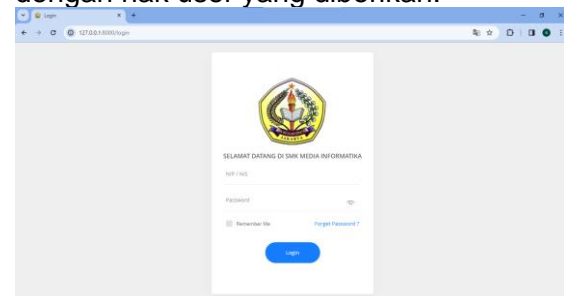 dengan hak user yang diberikan.
Login
127.0.0.1:8000/login
SELAMAT DATANG DI SMK MEDIA INFORMATIKA
NIP / NIS
Password
Remember Me
Forget Password ?
Login